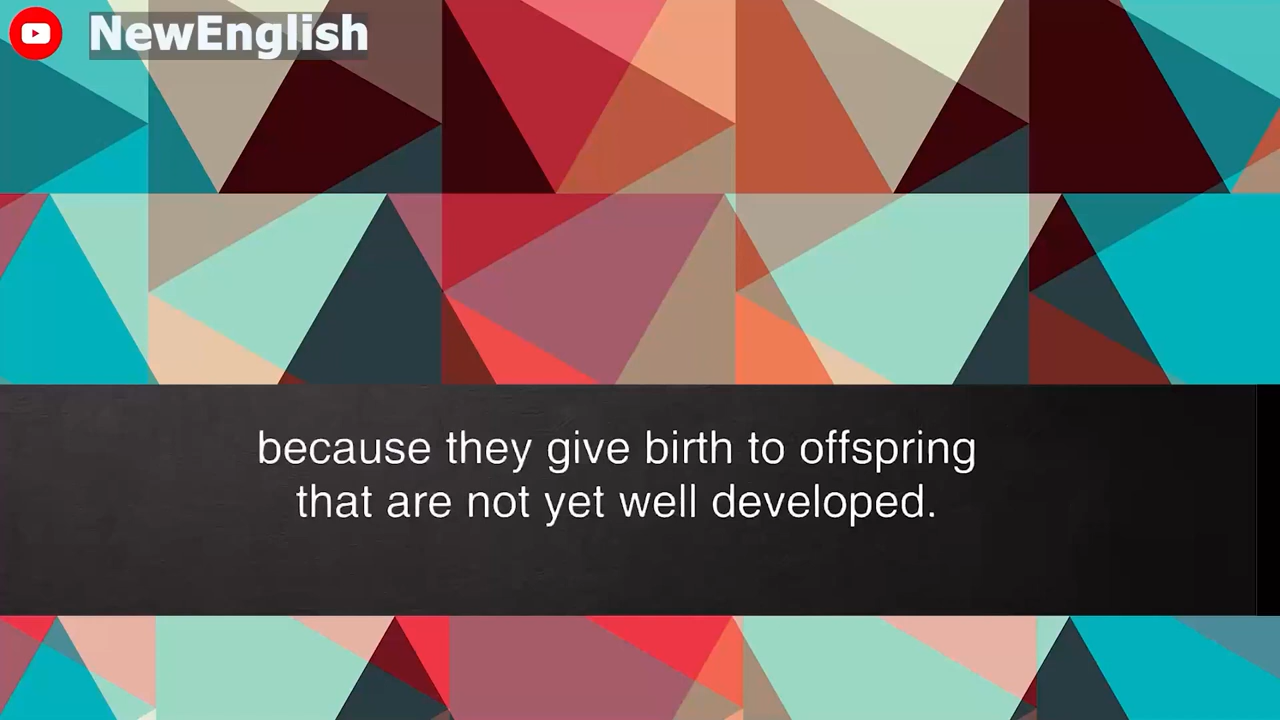 NewEnglish
because they give birth to offspring
that are not yet well developed.